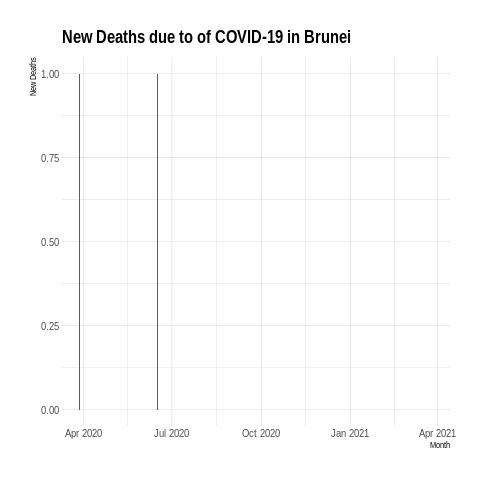 New Deaths due to of COVID-19 in Brunei
New Deaths
1.00
0.75
0.50
0.25
0.00
Apr 2020 Jul 2020 Oct 2020 Jan 2021 Apr 2021
Month